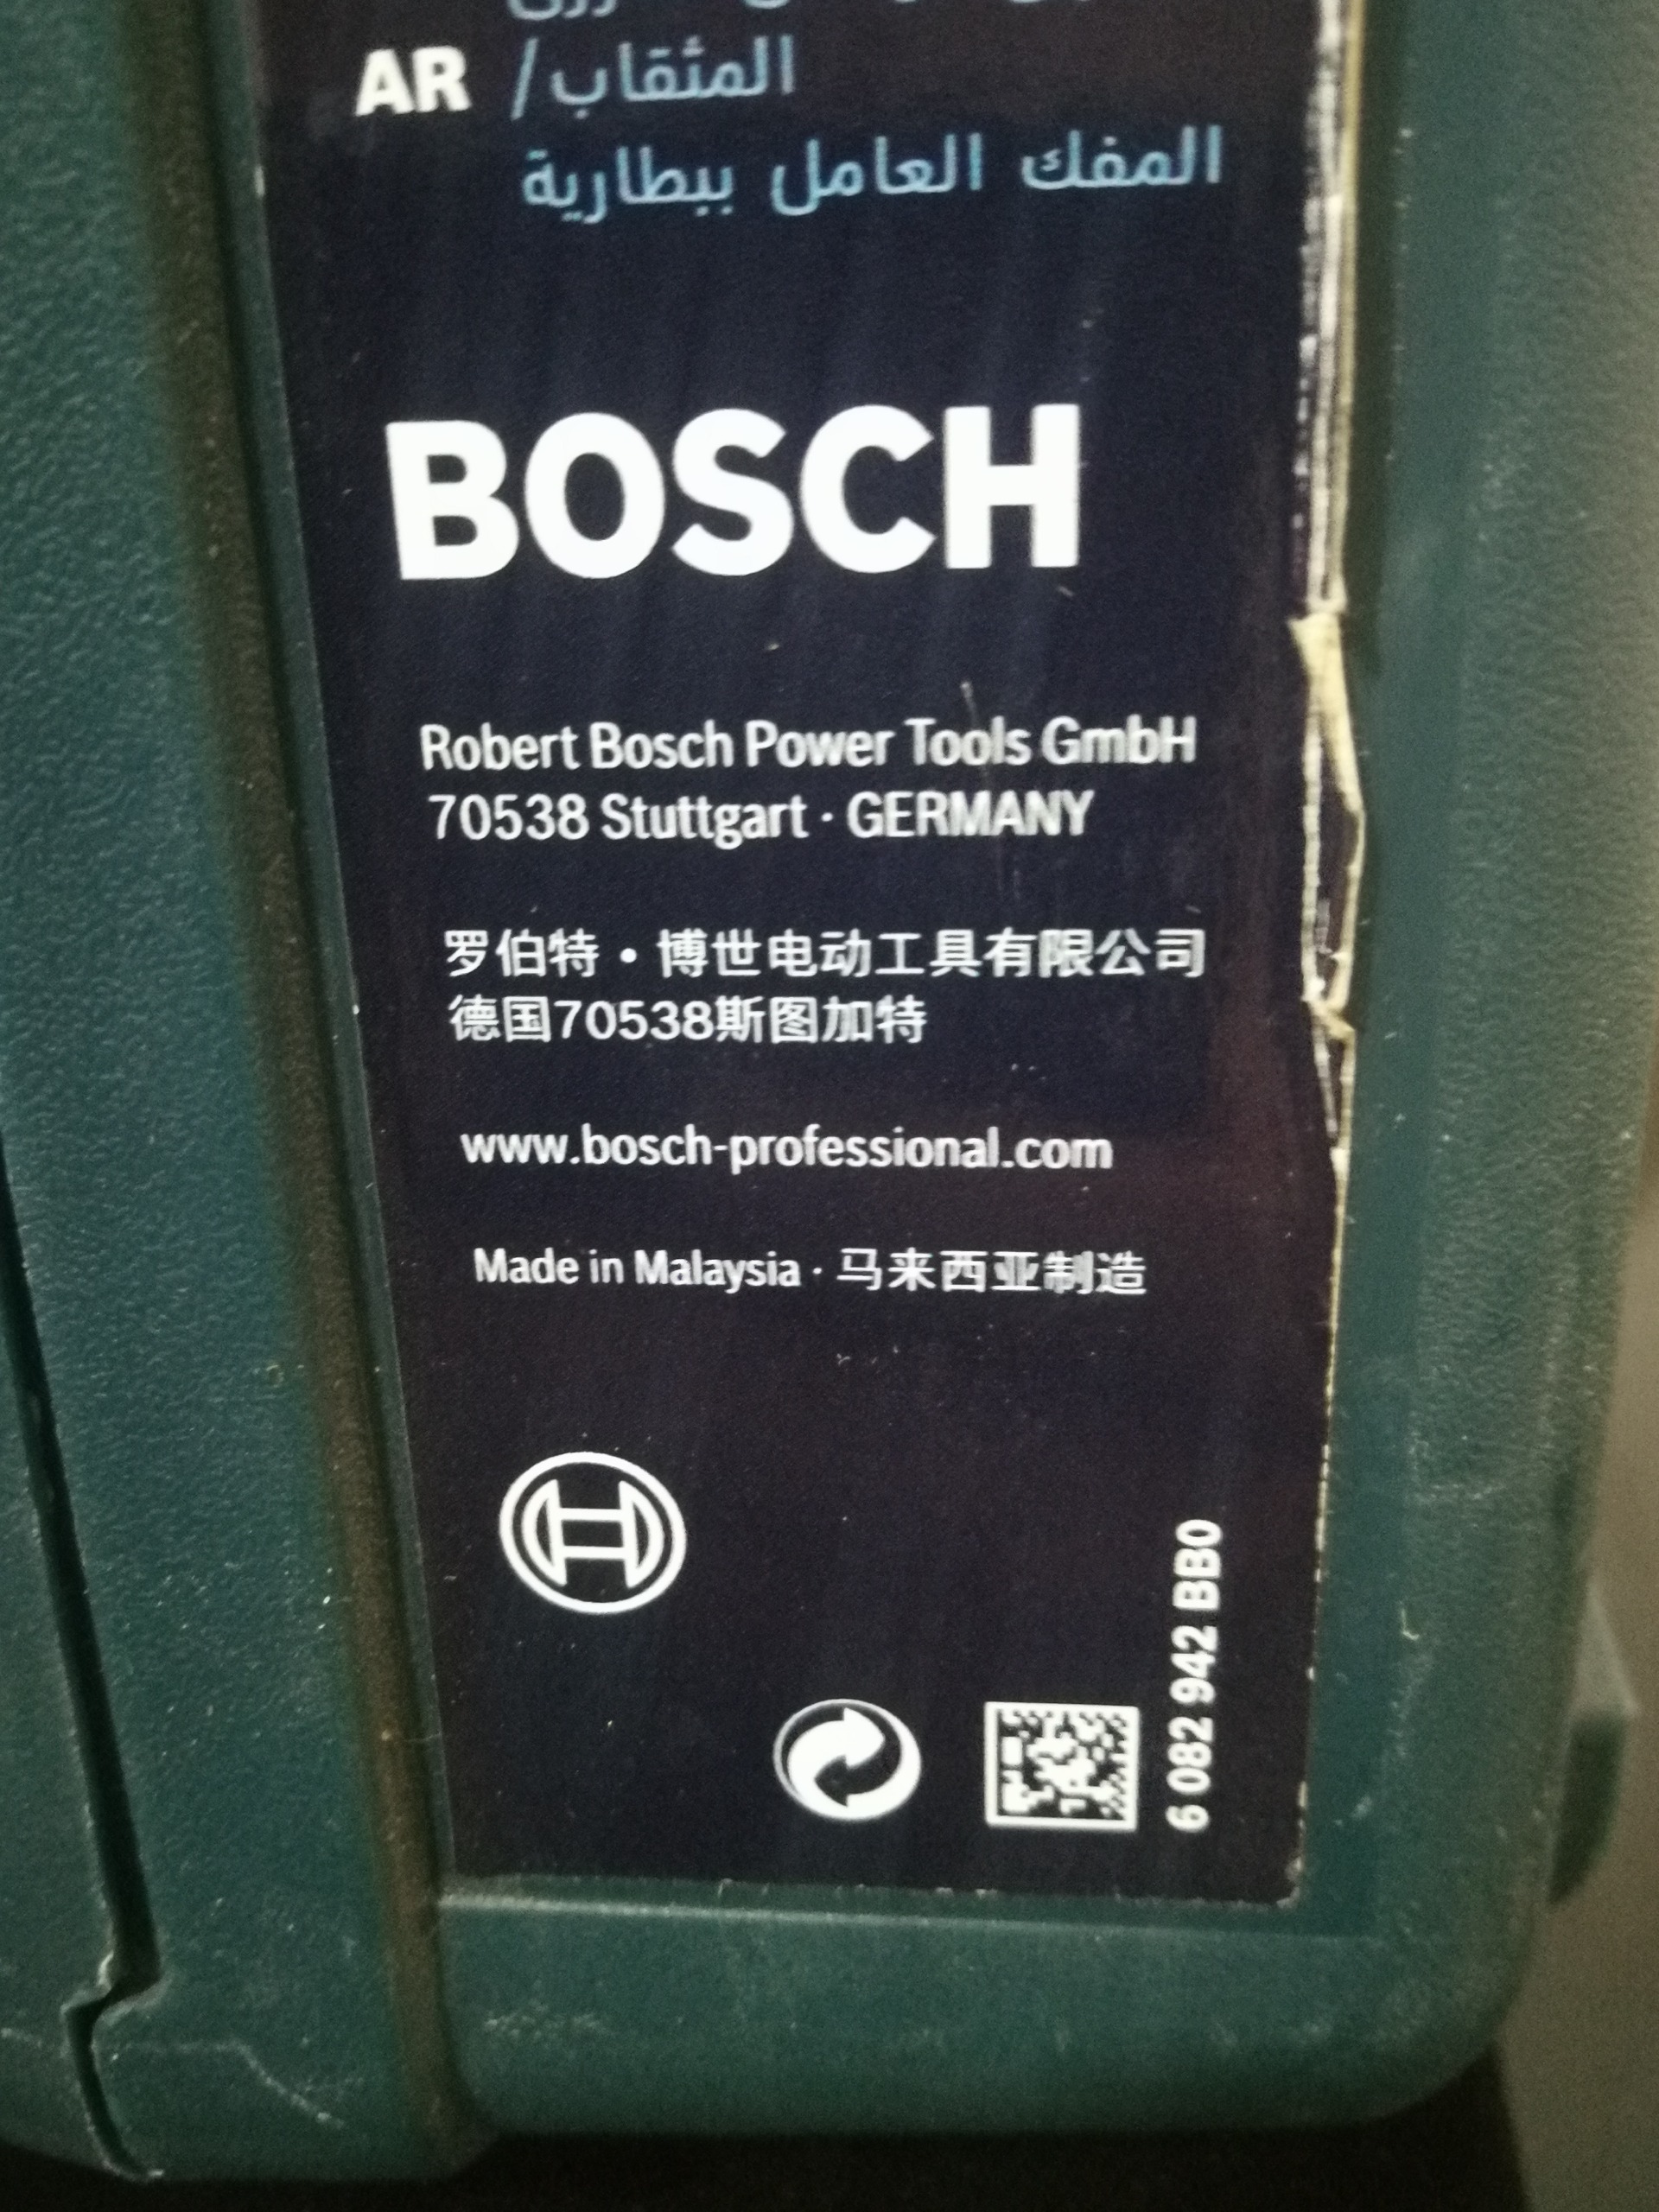 AR المثقاب/
المفك العامل ببطارية
BOSCH
Robert Bosch Power Tools GmbH
70538 Stuttgart · GERMANY
罗伯特・博世电动工具有限公司
德国70538斯图加特
www.bosch-professional.com
Made in Malaysia · 马来西亚制造
6 082 942 BB0